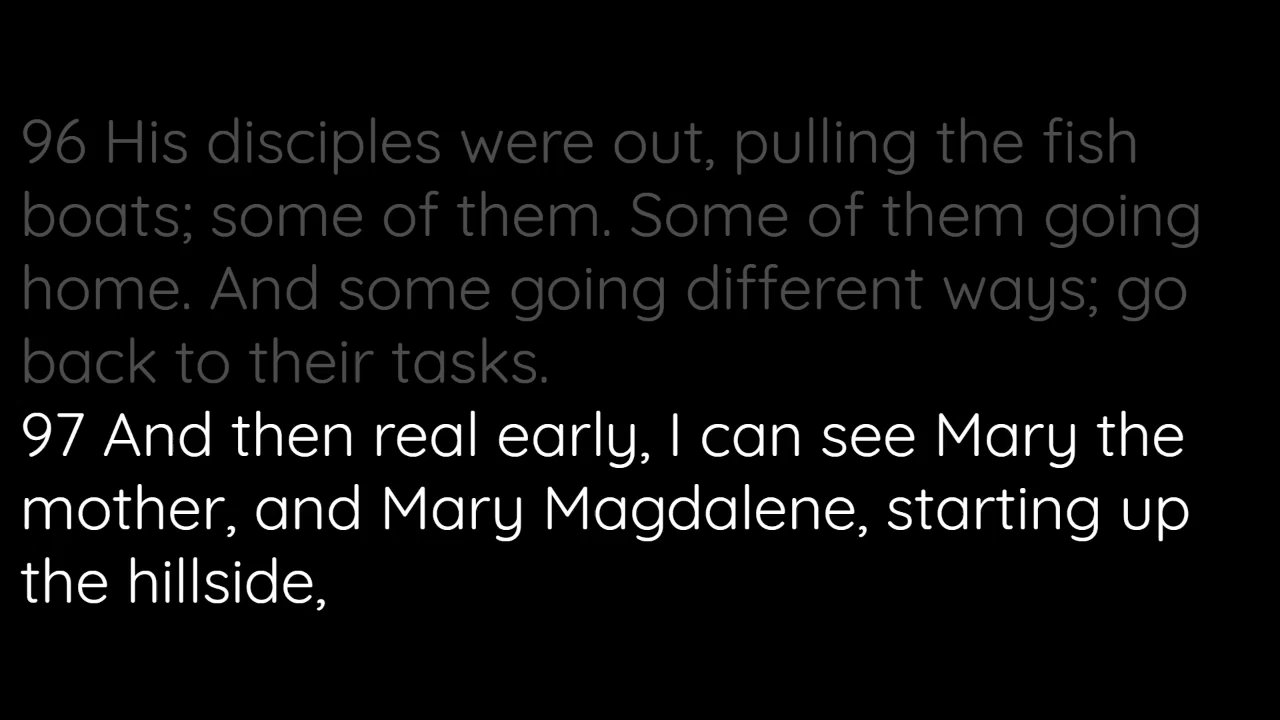 96 His disciples were out, pulling the fish
boats; some of them. Some of them going
home. And some going different ways; go
back to their tasks.
97 And then real early, I can see Mary the
mother, and Mary Magdalene, starting up
the hillside,